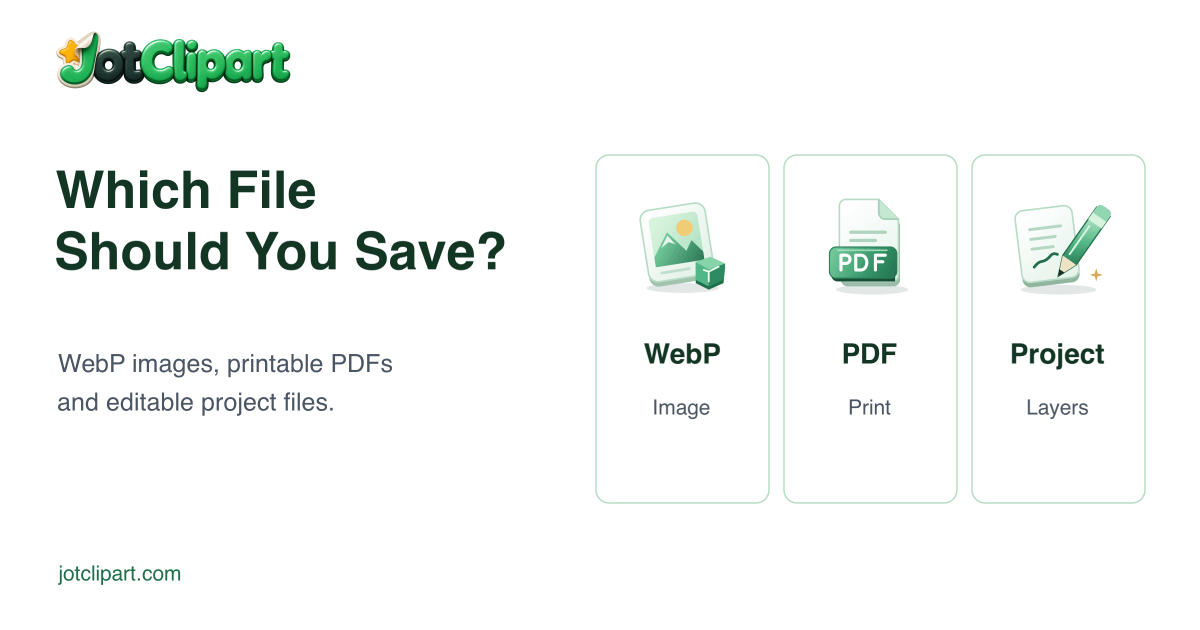 JotClipart
Which File
Should You Save?
WebP images, printable PDFs
and editable project files.
PDF
WebP
Image
PDF
Print
Project
Layers
jotclipart.com